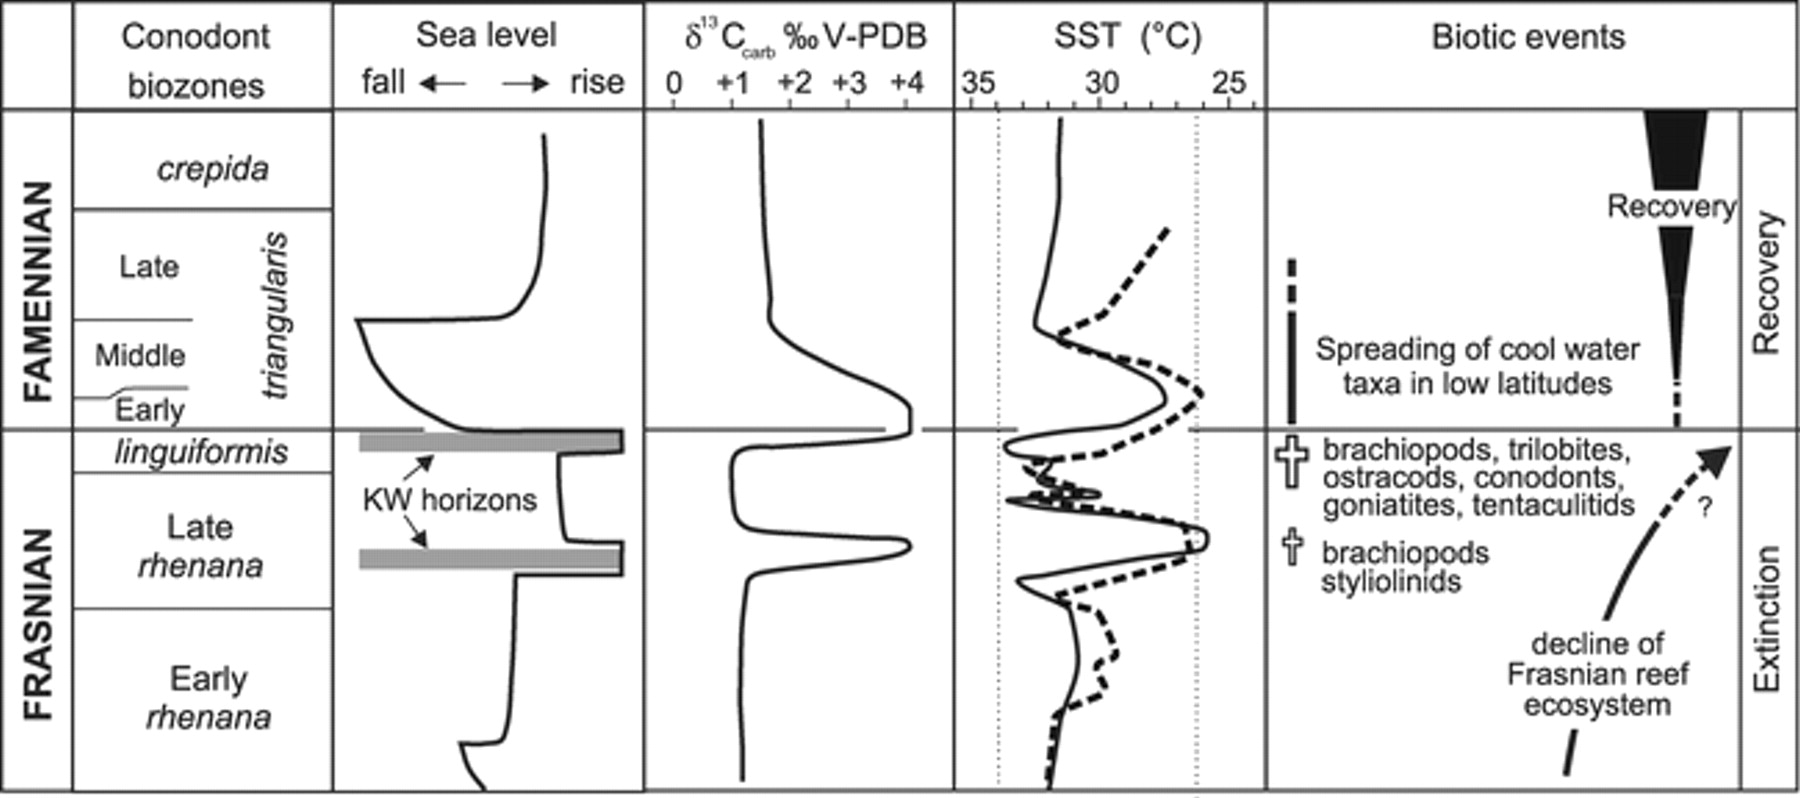 Conodont
biozones
Sea level
fall
rise
δ¹³C carb ‰ V-PDB
0 +1 +2 +3 +4
SST (°C)
35 30 25
Biotic events
FAMENNIAN
crepida
Late
Middle
Early
triangularis
FRASNIAN
linguiformis
Late
rhenana
Early
rhenana
KW horizons
Spreading of cool water
taxa in low latitudes
brachiopods, trilobites,
ostracods, conodonts,
goniatites, tentaculitids
brachiopods
styliolinids
Recovery
?
decline of
Frasnian reef
ecosystem
Recovery
Extinction